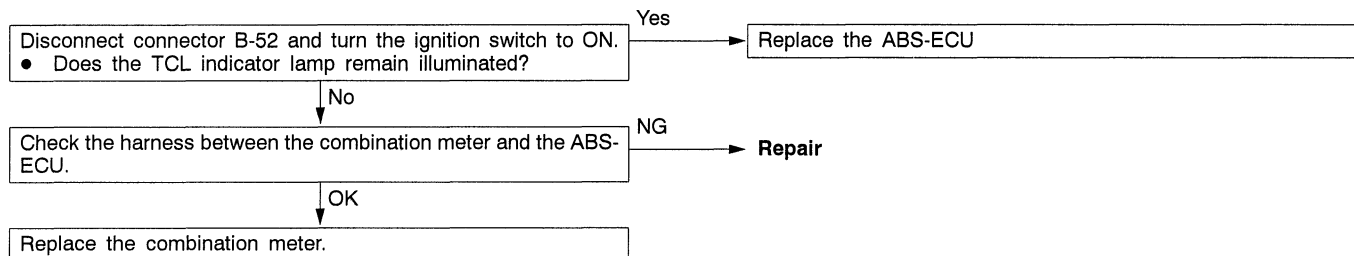 Disconnect connector B-52 and turn the ignition switch to ON.
● Does the TCL indicator lamp remain illuminated?
Yes
Replace the ABS-ECU
No
Check the harness between the combination meter and the ABS-
ECU.
NG
Repair
OK
Replace the combination meter.